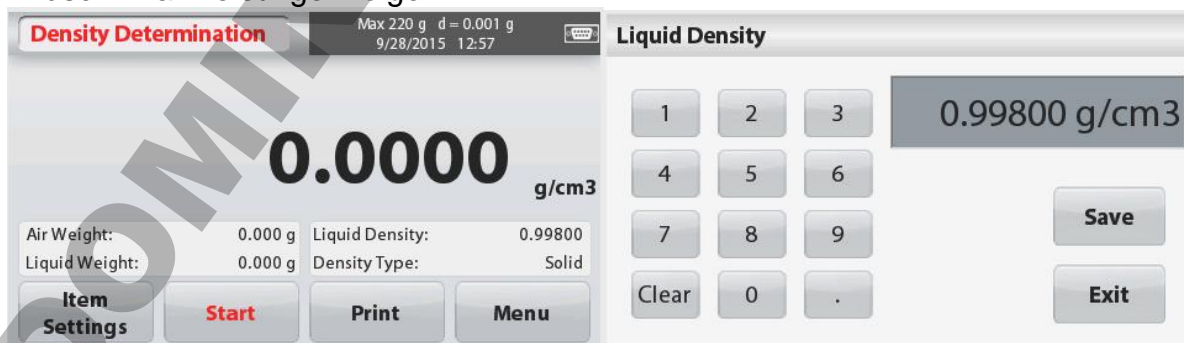 Density Determination
Max 220 g d = 0.001 g
9/28/2015 12:57
0.0000
g/cm3
Air Weight: 0.000 g Liquid Density: 0.99800
Liquid Weight: 0.000 g Density Type: Solid
Item
Settings
Start
Print
Menu
Liquid Density
1 2 3
0.99800 g/cm3
4 5 6
7 8 9
Clear 0 .
Save
Exit